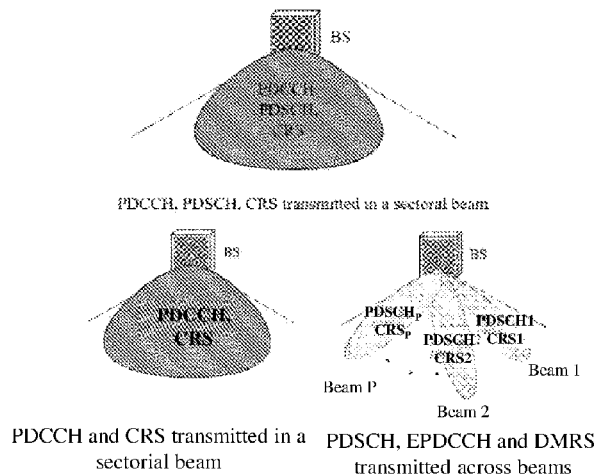 BS
PDCCH,
PDSCH,
CRS
PDCCH, PDSCH, CRS transmitted in a sectoral beam
BS
PDCCH,
CRS
BS
PDSCHP
CRSP
PDSCH
CRS2
PDSCH1
CRS1
Beam P
Beam 2
Beam 1
PDCCH and CRS transmitted in a
sectorial beam
PDSCH, EPDCCH and DMRS
transmitted across beams